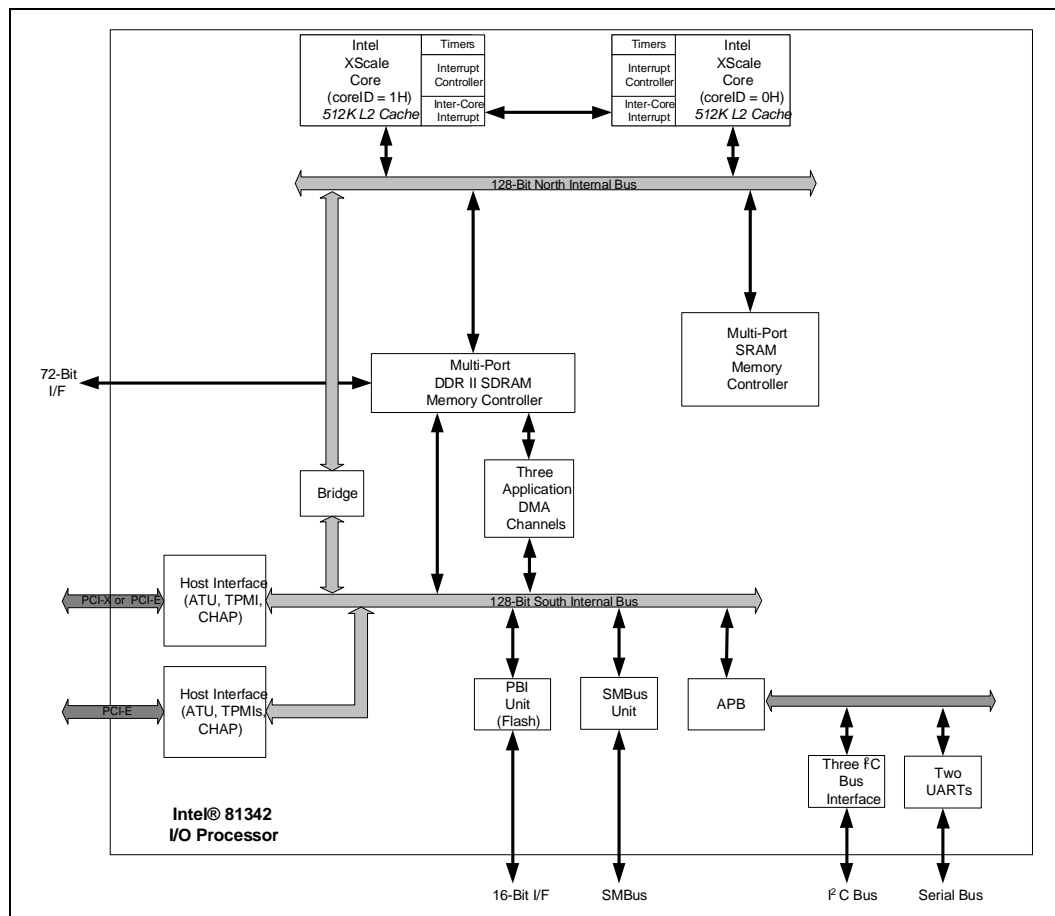 Intel
XScale
Core
(coreID = 1H)
512K L2 Cache
Timers
Interrupt
Controller
Inter-Core
Interrupt
Timers
Interrupt
Controller
Inter-Core
Interrupt
Intel
XScale
Core
(coreID = 0H)
512K L2 Cache
128-Bit North Internal Bus
72-Bit
I/F
Multi-Port
DDR II SDRAM
Memory Controller
Multi-Port
SRAM
Memory
Controller
Bridge
Three
Application
DMA
Channels
PCI-X or PCI-E
Host Interface
(ATU, TPMI,
CHAP)
128-Bit South Internal Bus
PCI-E
Host Interface
(ATU, TPMIs,
CHAP)
PBI
Unit
(Flash)
SMBus
Unit
APB
Three I²C
Bus
Interface
Two
UARTs
Intel® 81342
I/O Processor
16-Bit I/F
SMBus
I² C Bus
Serial Bus